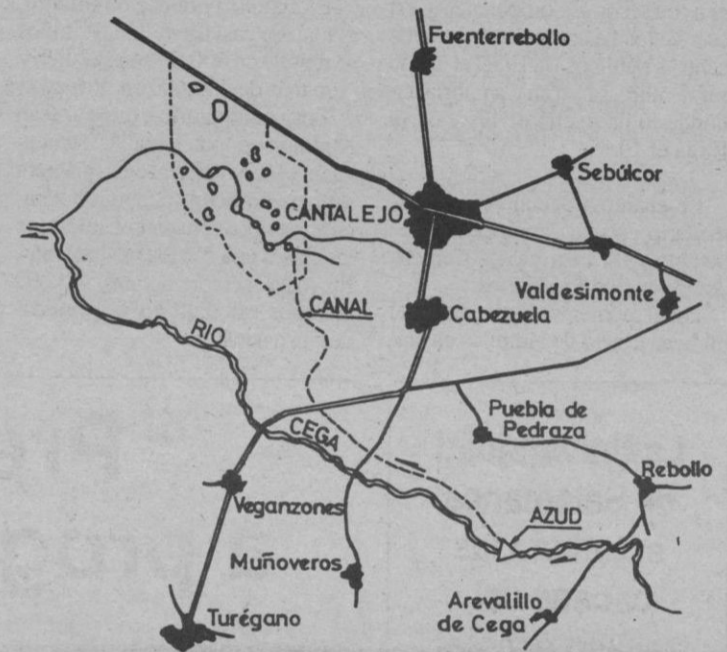 Fuenterrebollo
Sebúlcor
CANTALEJO
Valdesimonte
CANAL
Cabezuela
RIO
CEGA
Puebla de
Pedraza
Rebollo
Veganzones
AZUD
Muñoveros
Arevalillo
de Cega
Turégano